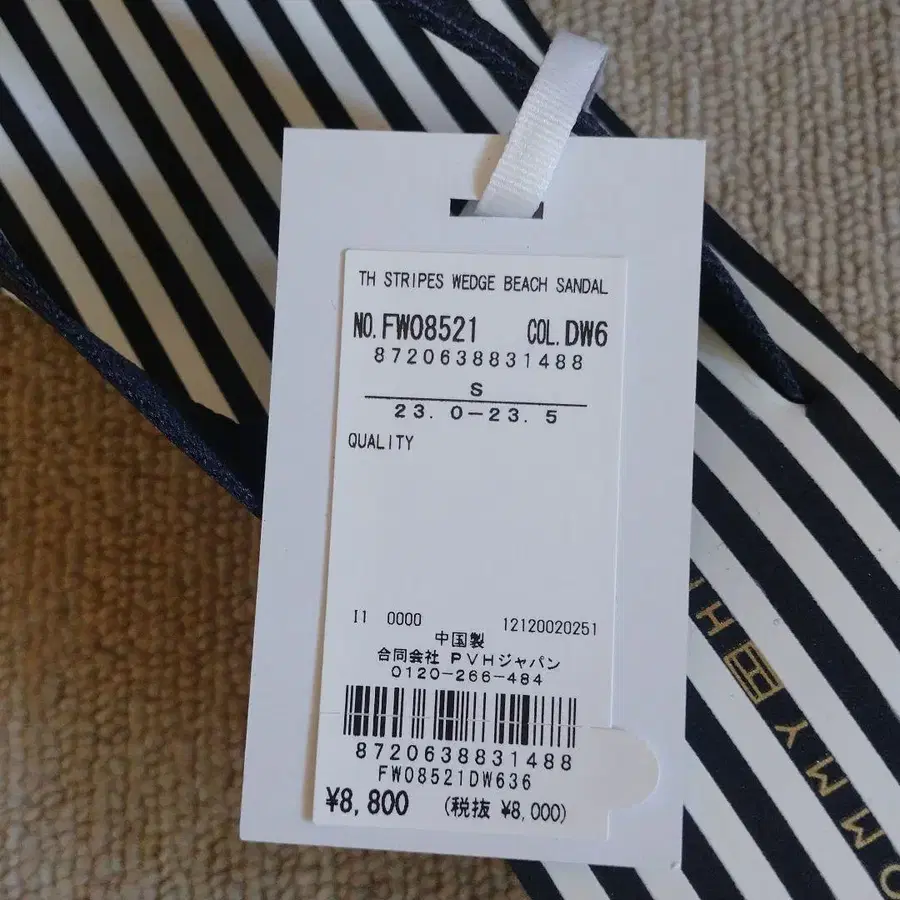 TH STRIPES WEDGE BEACH SANDAL
NO. FW08521 COL. DW6
8720638831488
S
23.0-23.5
QUALITY
I1 0000 12120020251
中国製
合同会社 PVHジャパン
0120-266-484
8720638831488
FW08521DW636
¥8,800 (税抜 ¥8,000)
OMMY H